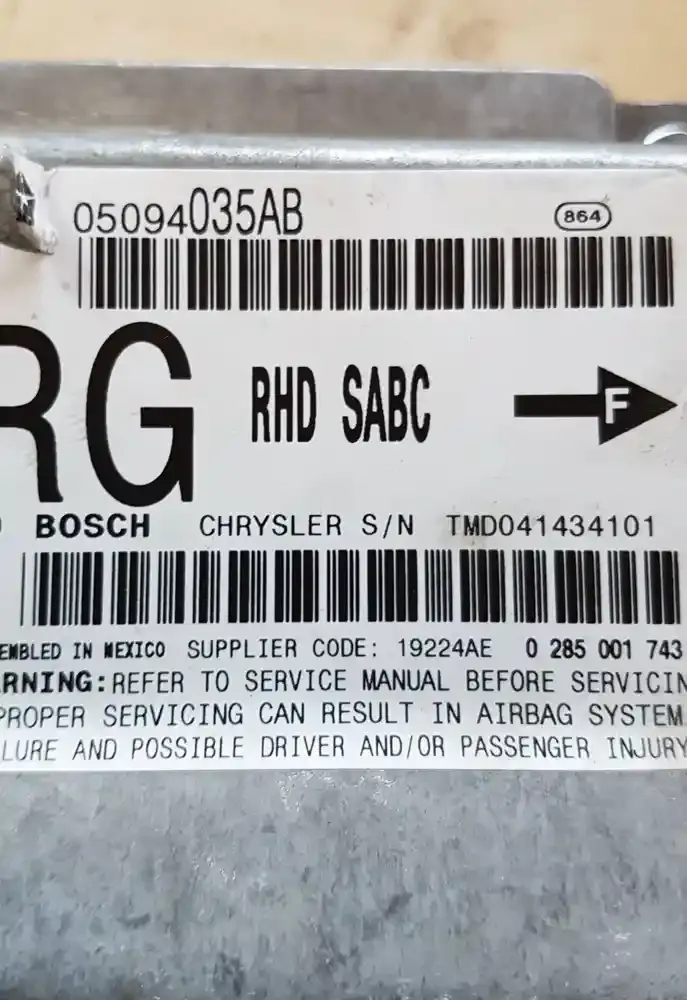 05094035AB 864
RG RHD SABC F
BOSCH CHRYSLER S/N TMD041434101
EMBLED IN MEXICO SUPPLIER CODE: 19224AE 0 285 001 743
RNING: REFER TO SERVICE MANUAL BEFORE SERVICIN
PROPER SERVICING CAN RESULT IN AIRBAG SYSTEM
LURE AND POSSIBLE DRIVER AND/OR PASSENGER INJURY